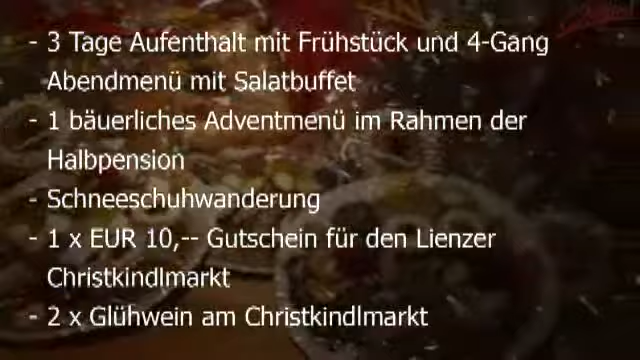 - 3 Tage Aufenthalt mit Frühstück und 4-Gang
Abendmenü mit Salatbuffet
- 1 bäuerliches Adventmenü im Rahmen der
Halbpension
- Schneeschuhwanderung
- 1 x EUR 10,-- Gutschein für den Lienzer
Christkindlmarkt
- 2 x Glühwein am Christkindlmarkt